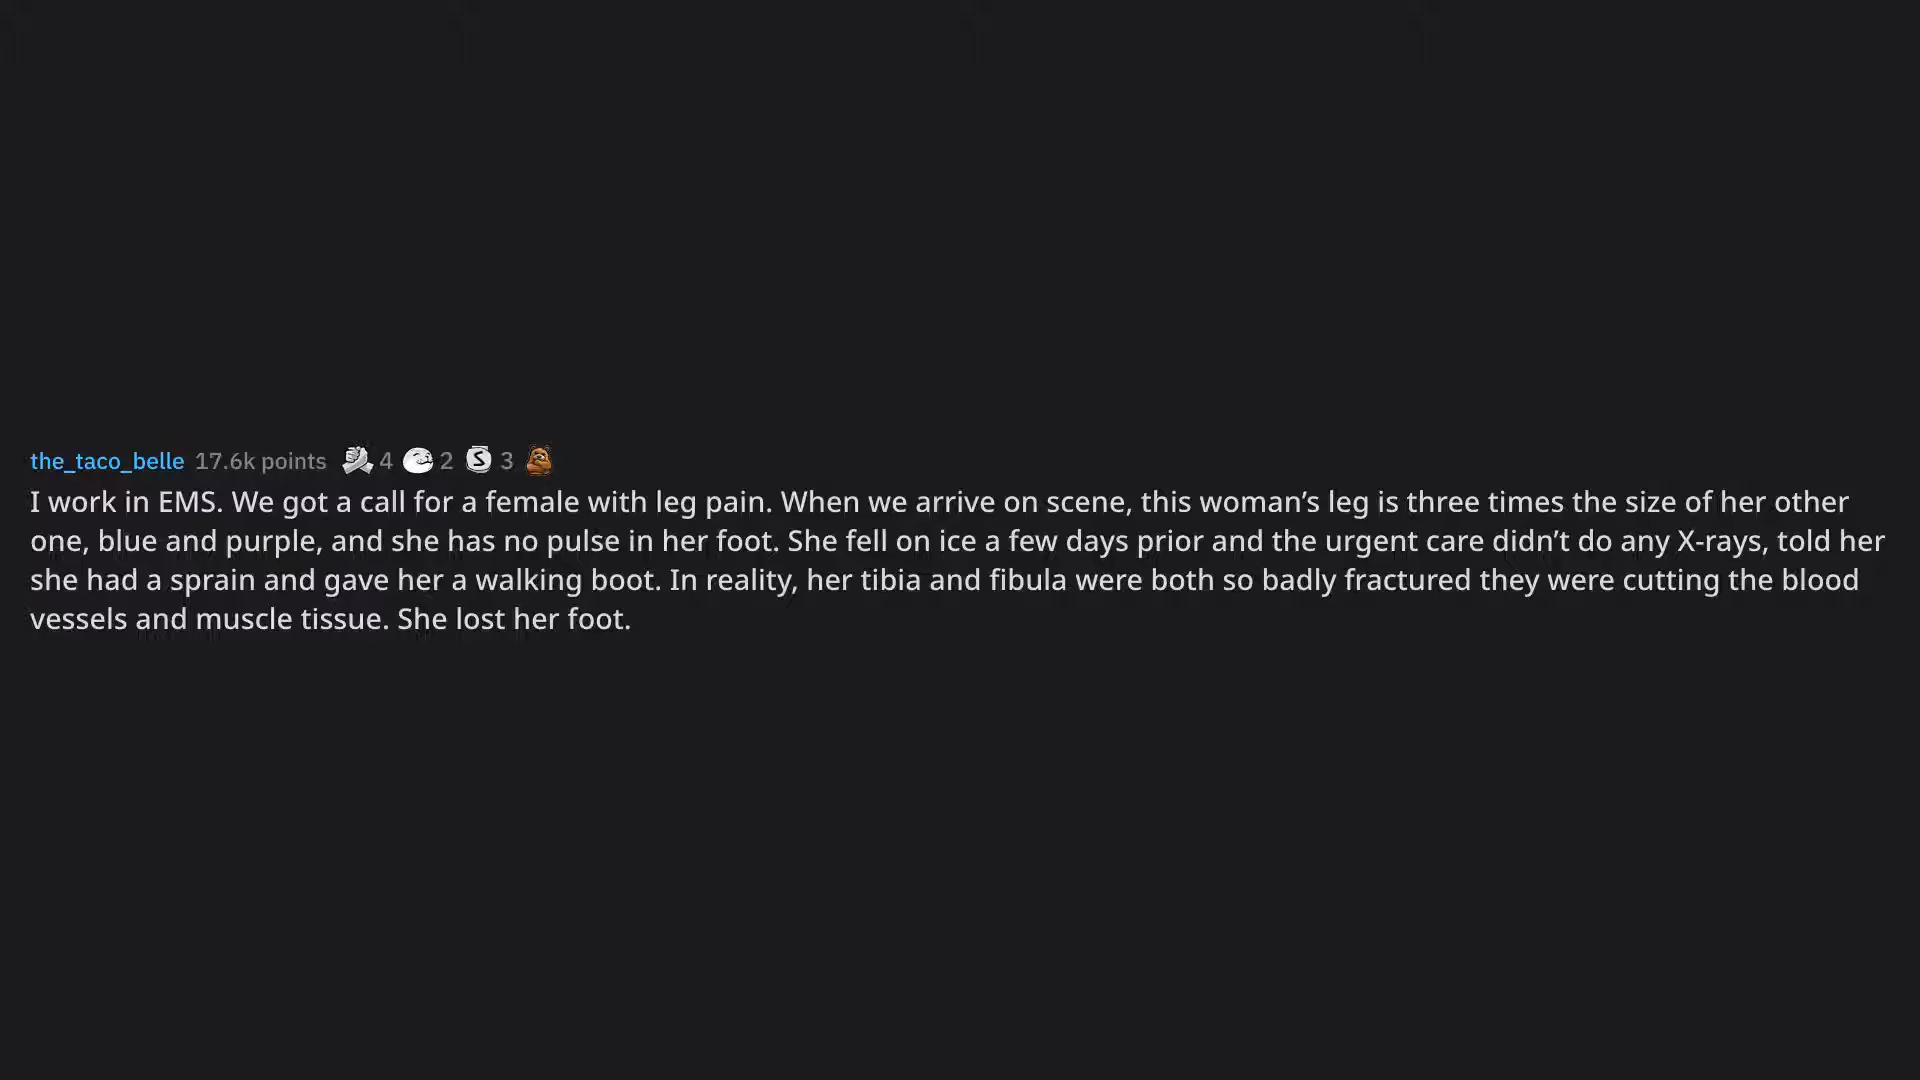 the_taco_belle 17.6k points 4 2 S 3
I work in EMS. We got a call for a female with leg pain. When we arrive on scene, this woman’s leg is three times the size of her other
one, blue and purple, and she has no pulse in her foot. She fell on ice a few days prior and the urgent care didn’t do any X-rays, told her
she had a sprain and gave her a walking boot. In reality, her tibia and fibula were both so badly fractured they were cutting the blood
vessels and muscle tissue. She lost her foot.